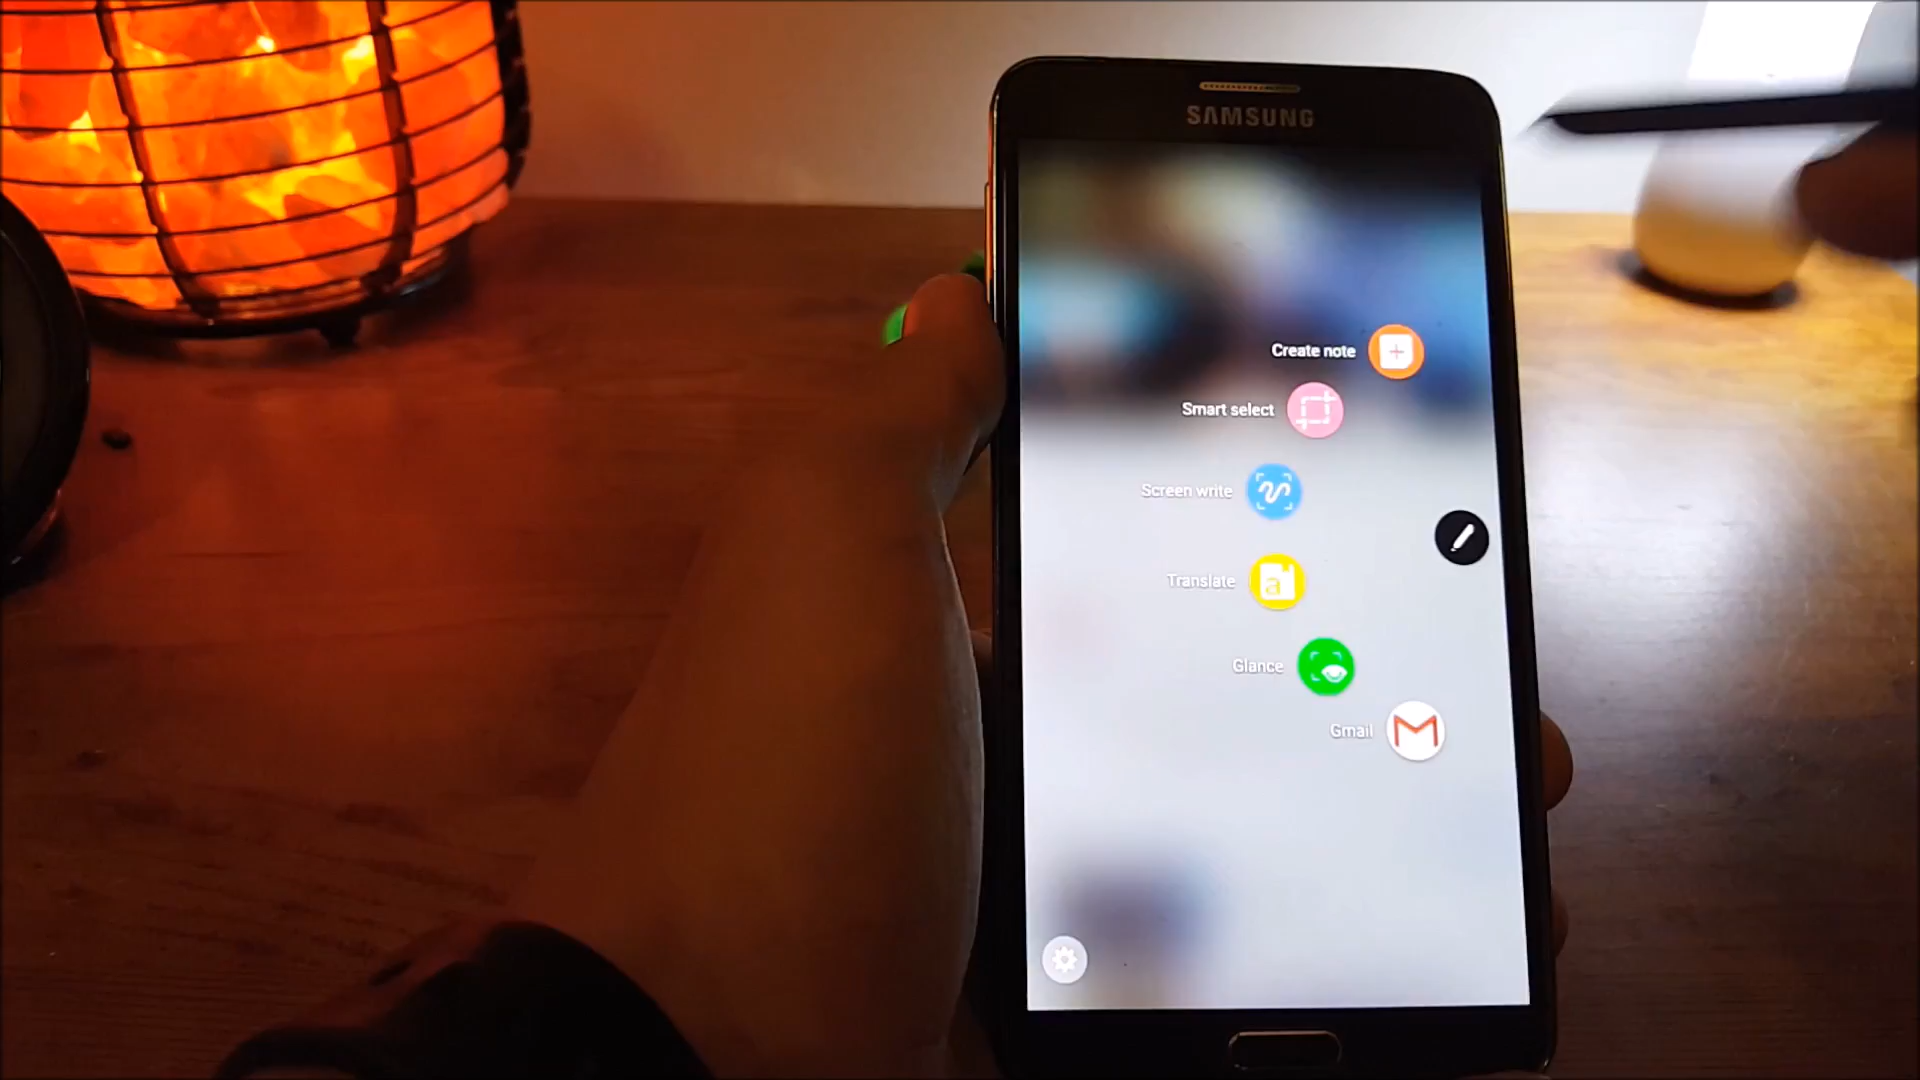 SAMSUNG
Create note
Smart select
Screen write
Translate
a
Glance
Gmail